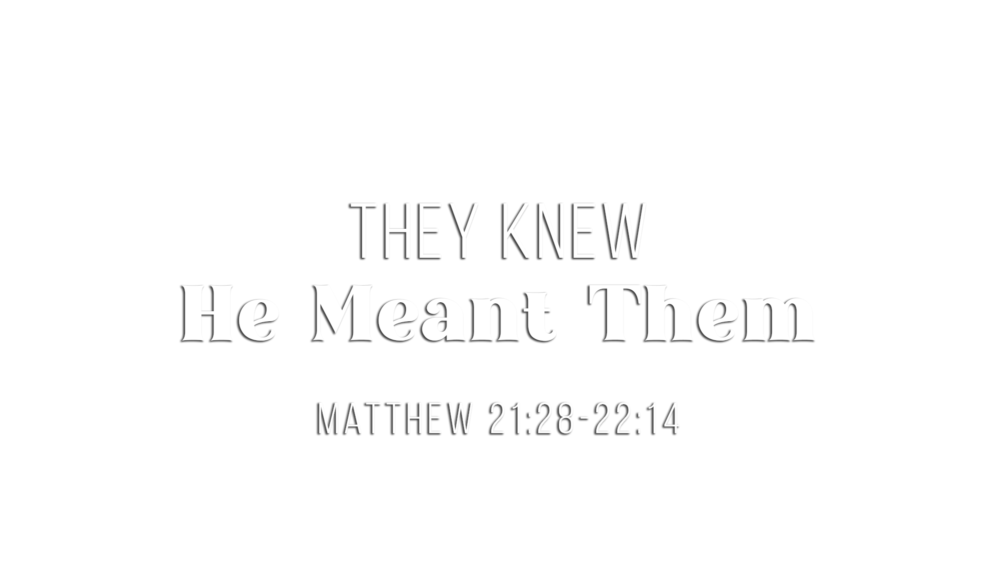 THEY KNEW
He Meant Them
MATTHEW 21:28-22:14